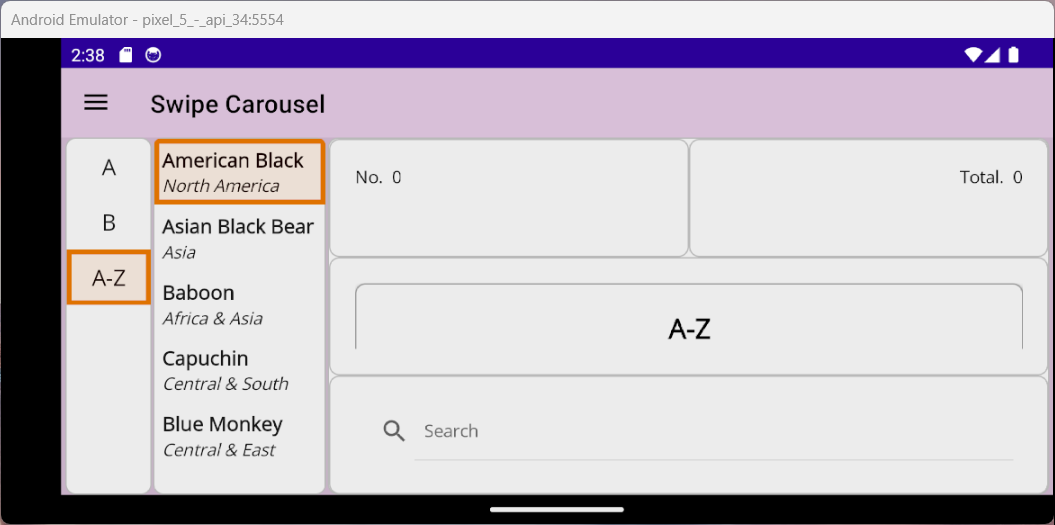 Android Emulator - pixel_5_-_api_34:5554
2:38
Swipe Carousel
A
B
A-Z
American Black
North America
Asian Black Bear
Asia
Baboon
Africa & Asia
Capuchin
Central & South
Blue Monkey
Central & East
No. 0
Total. 0
A-Z
Search